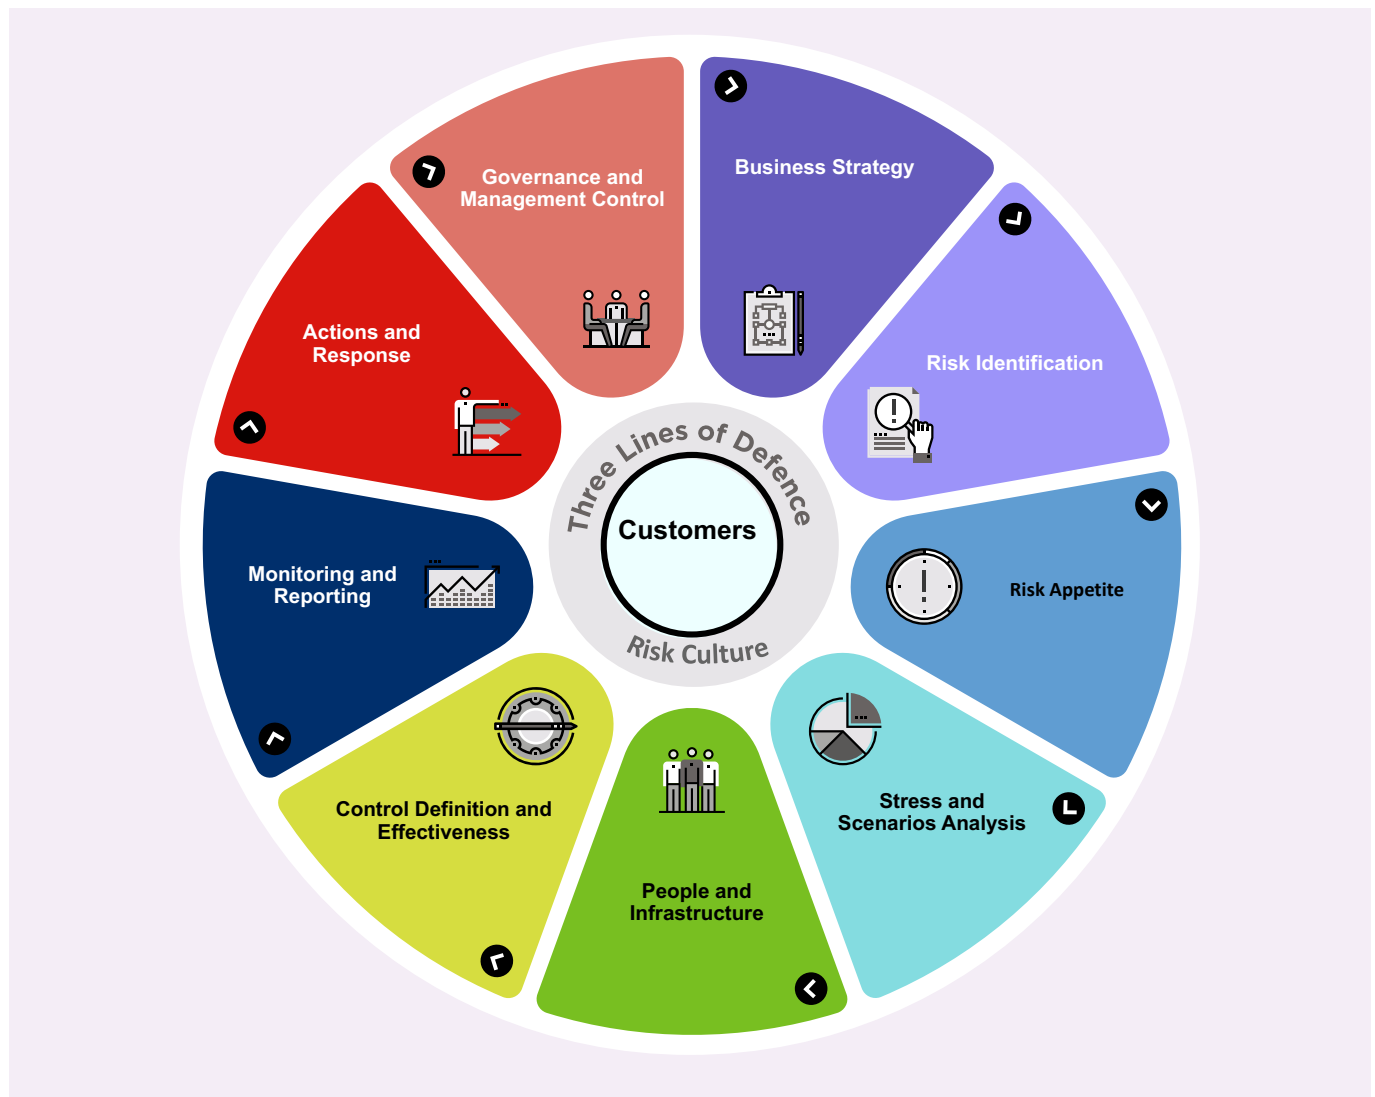 Governance and
Management Control
Business Strategy
Risk Identification
Risk Appetite
Stress and
Scenarios Analysis
People and
Infrastructure
Control Definition and
Effectiveness
Monitoring and
Reporting
Actions and
Response
Three Lines of Defence
Customers
Risk Culture